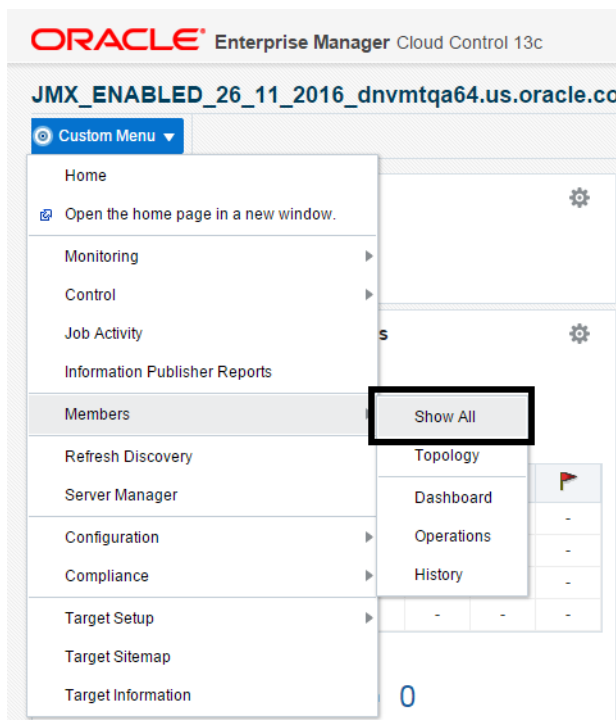 ORACLE Enterprise Manager Cloud Control 13c
JMX_ENABLED_26_11_2016_dnvmtqa64.us.oracle.co
Custom Menu
Home
Open the home page in a new window.
Monitoring
Control
Job Activity
s
Information Publisher Reports
Members
Show All
Refresh Discovery
Topology
Server Manager
Dashboard
-
Configuration
Operations
-
Compliance
History
-
Target Setup
- - -
Target Sitemap
Target Information
0